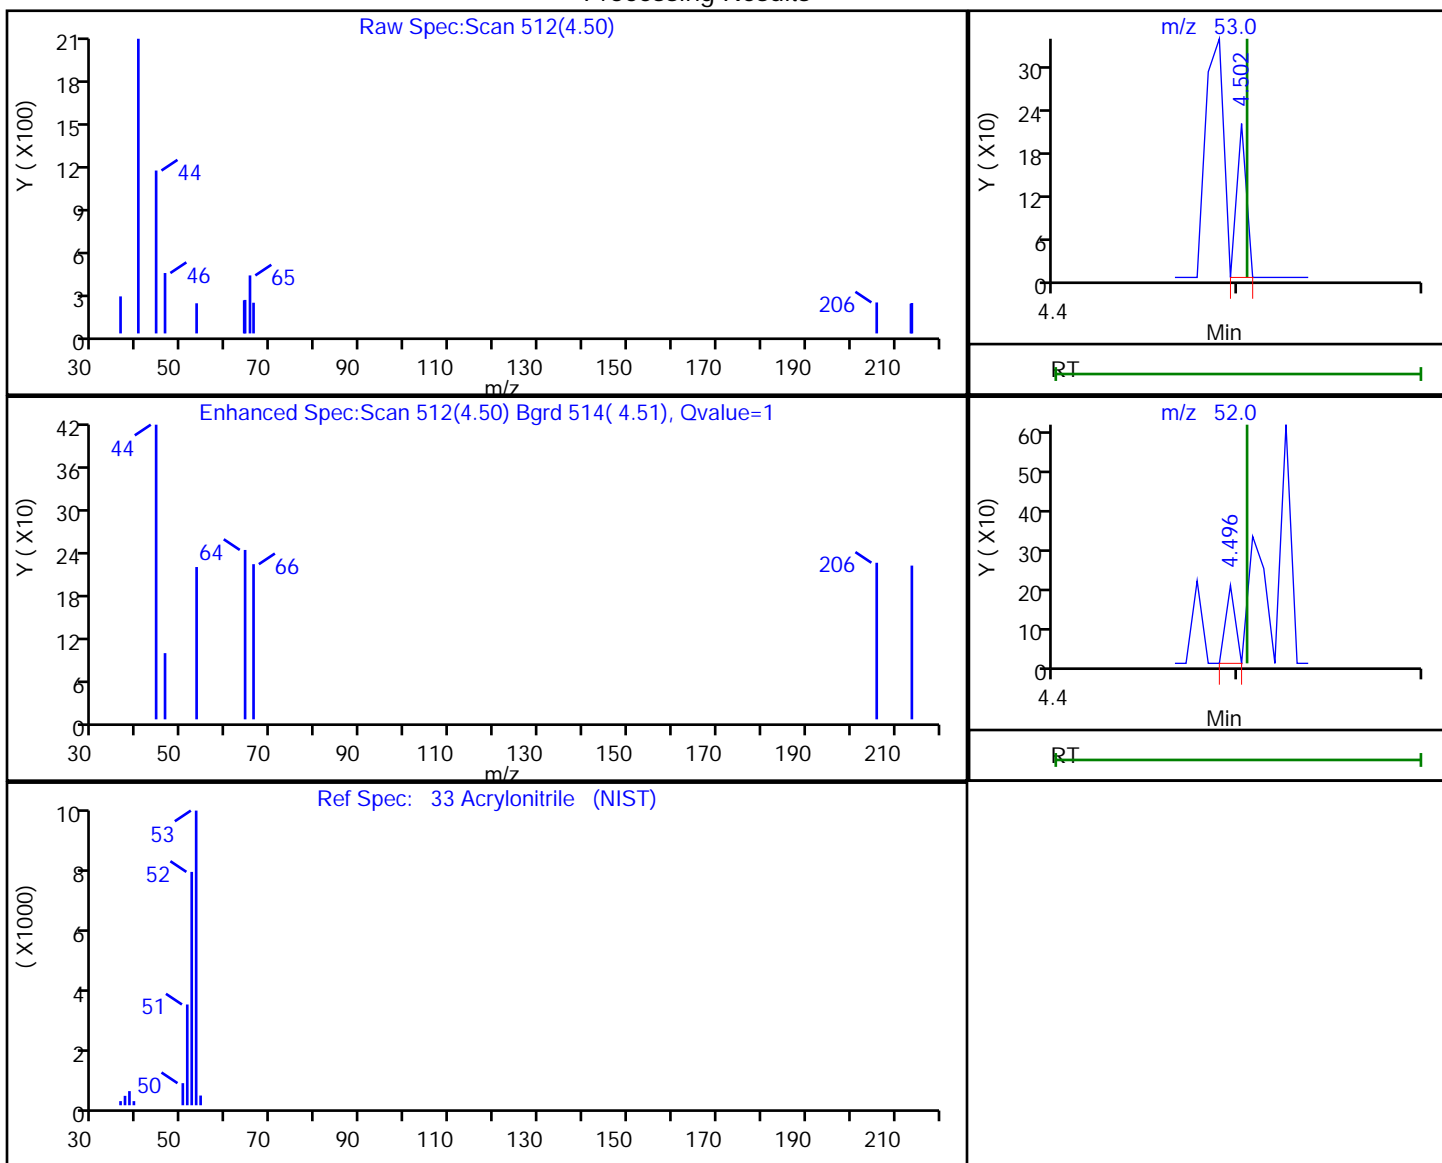 Processing Results
Raw Spec:Scan 512(4.50)
21
18
15
12
9
6
3
0
Y ( X100)
44
46
65
206
30 50 70 90 110 130 150 170 190 210
m/z
m/z 53.0
30
24
18
12
6
0
Y ( X10)
4.502
4.4
Min
RT
Enhanced Spec:Scan 512(4.50) Bgrd 514( 4.51), Qvalue=1
42
36
30
24
18
12
6
0
Y ( X10)
44
64
66
206
30 50 70 90 110 130 150 170 190 210
m/z
m/z 52.0
60
50
40
30
20
10
0
Y ( X10)
4.496
4.4
Min
RT
Ref Spec: 33 Acrylonitrile (NIST)
10
8
6
4
2
0
( X1000)
53
52
51
50
30 50 70 90 110 130 150 170 190 210